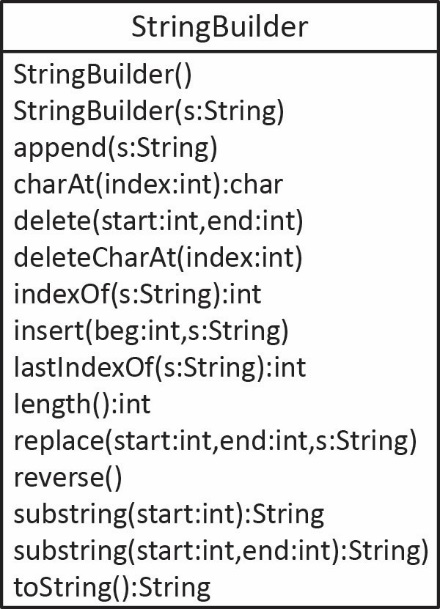 StringBuilder
StringBuilder()
StringBuilder(s:String)
append(s:String)
charAt(index:int):char
delete(start:int,end:int)
deleteCharAt(index:int)
indexOf(s:String):int
insert(beg:int,s:String)
lastIndexOf(s:String):int
length():int
replace(start:int,end:int,s:String)
reverse()
substring(start:int):String
substring(start:int,end:int):String)
toString():String